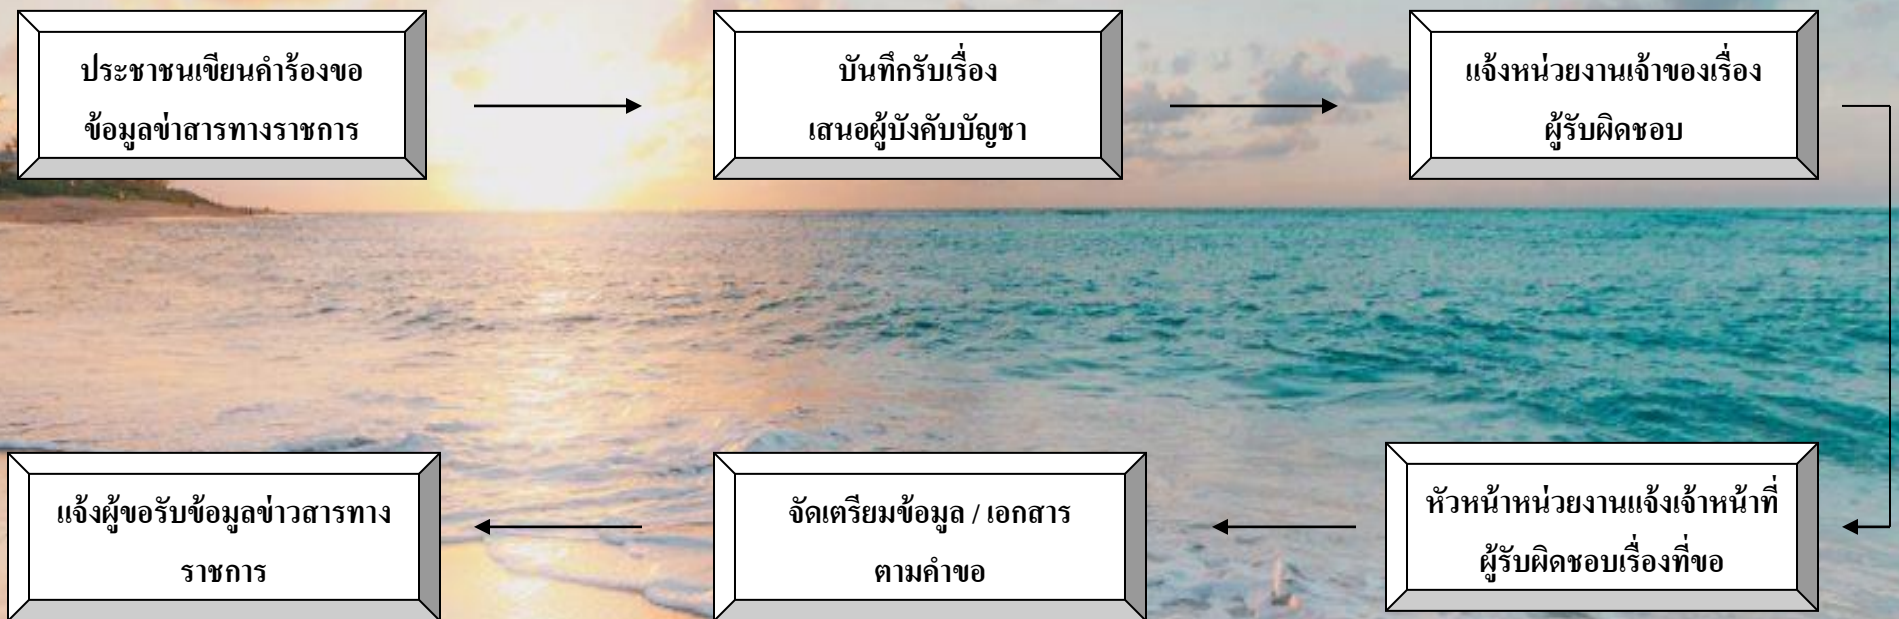 ประชาชนเขียนคำร้องขอ
ข้อมูลข่าสารทางราชการ
บันทึกรับเรื่อง
เสนอผู้บังคับบัญชา
แจ้งหน่วยงานเจ้าของเรื่อง
ผู้รับผิดชอบ
หัวหน้าหน่วยงานแจ้งเจ้าหน้าที่
ผู้รับผิดชอบเรื่องที่ขอ
จัดเตรียมข้อมูล / เอกสาร
ตามคำขอ
แจ้งผู้ขอรับข้อมูลข่าวสารทาง
ราชการ